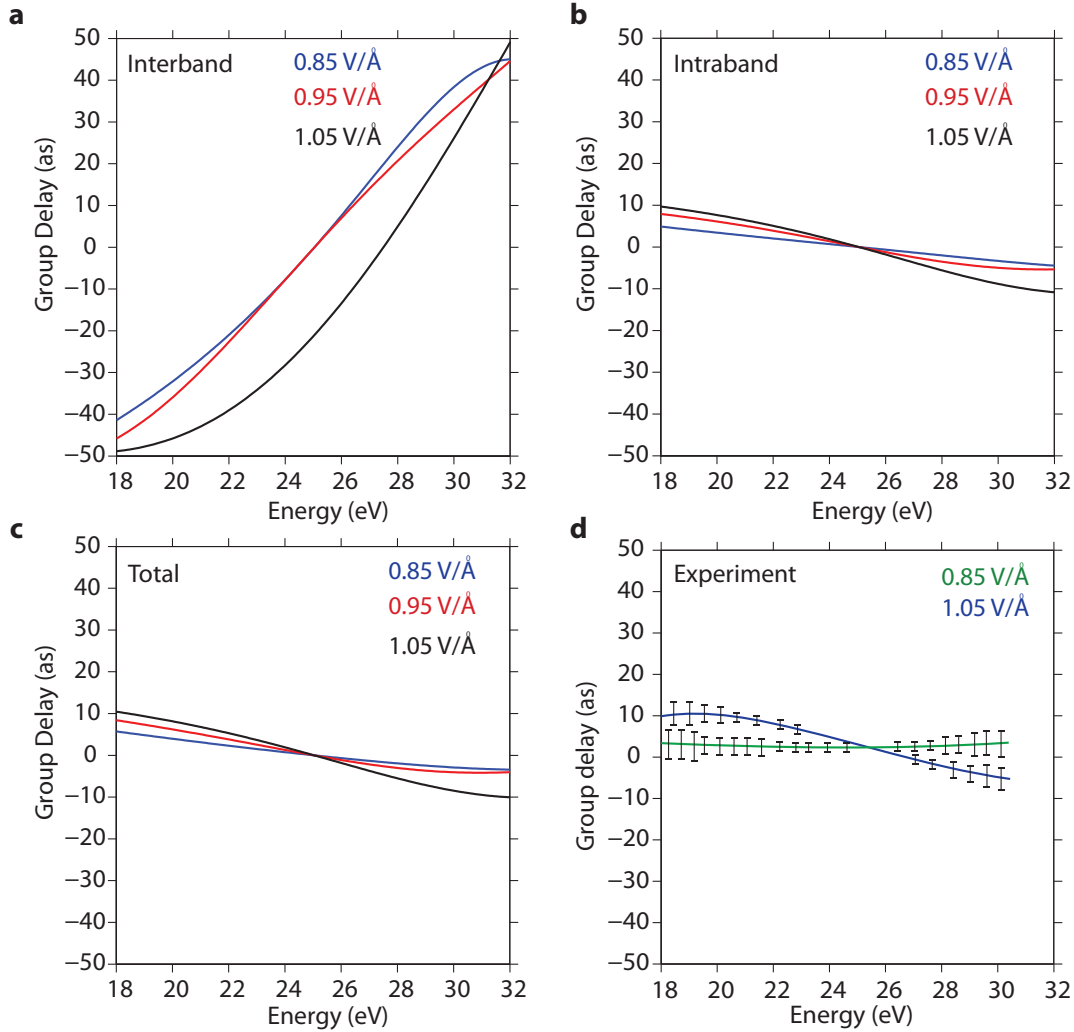 a
Interband
0.85 V/Å
0.95 V/Å
1.05 V/Å
50
40
30
20
10
0
−10
−20
−30
−40
−50
Group Delay (as)
18 20 22 24 26 28 30 32
Energy (eV)
b
Intraband
0.85 V/Å
0.95 V/Å
1.05 V/Å
50
40
30
20
10
0
−10
−20
−30
−40
−50
Group Delay (as)
18 20 22 24 26 28 30 32
Energy (eV)
c
Total
0.85 V/Å
0.95 V/Å
1.05 V/Å
50
40
30
20
10
0
−10
−20
−30
−40
−50
Group Delay (as)
18 20 22 24 26 28 30 32
Energy (eV)
d
Experiment
0.85 V/Å
1.05 V/Å
50
40
30
20
10
0
−10
−20
−30
−40
−50
Group delay (as)
18 20 22 24 26 28 30 32
Energy (eV)